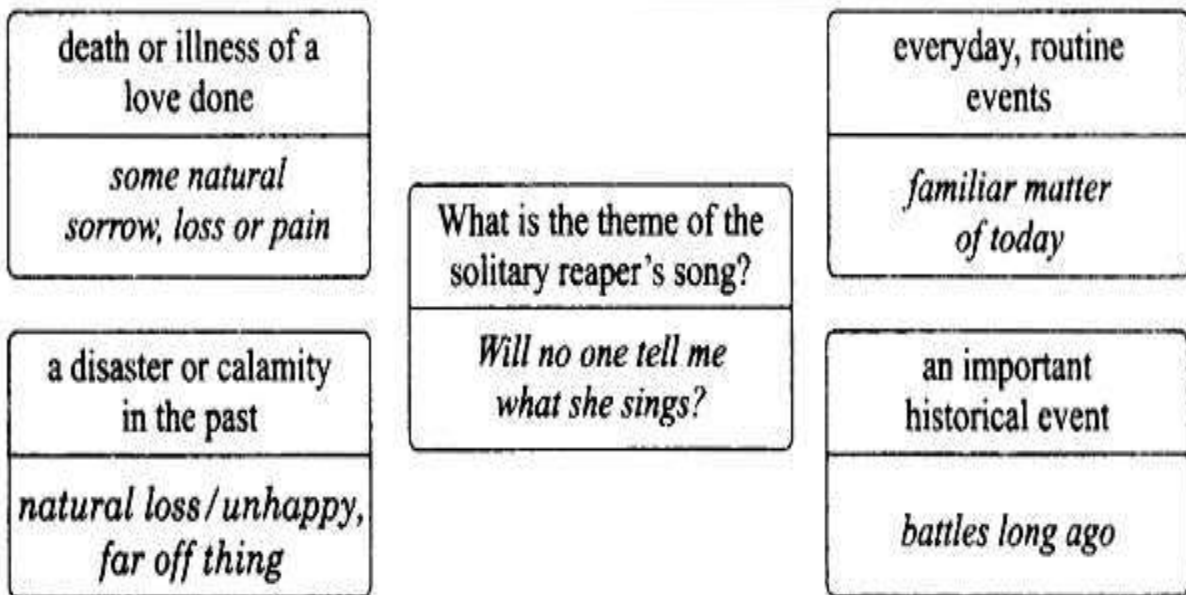 death or illness of a
love done
some natural
sorrow, loss or pain
everyday, routine
events
familiar matter
of today
What is the theme of the
solitary reaper's song?
Will no one tell me
what she sings?
a disaster or calamity
in the past
natural loss/unhappy,
far off thing
an important
historical event
battles long ago